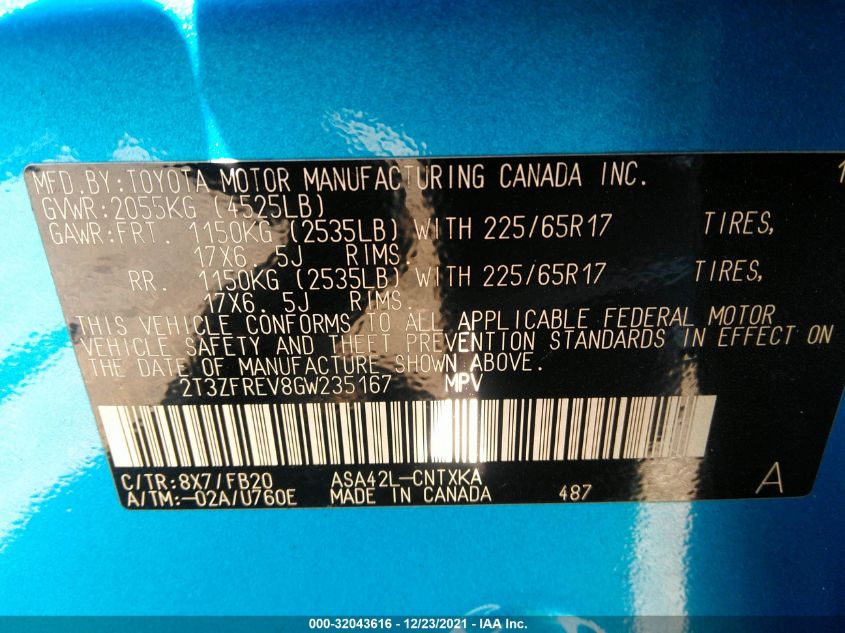 MFD.BY:TOYOTA MOTOR MANUFACTURING CANADA INC. 1
GVWR:2055KG (4525LB)
GAWR:FRT. 1150KG (2535LB) WITH 225/65R17 TIRES,
17X6.5J RIMS.
RR. 1150KG (2535LB) WITH 225/65R17 TIRES,
17X6.5J RIMS.
THIS VEHICLE CONFORMS TO ALL APPLICABLE FEDERAL MOTOR
VEHICLE SAFETY AND THEFT PREVENTION STANDARDS IN EFFECT ON
THE DATE OF MANUFACTURE SHOWN ABOVE.
2T3ZFREV8GW235167 MPV
C/TR:8X7/FB20 ASA42L-CNTXKA
A/TM:-02A/U760E MADE IN CANADA 487 A
000-32043616 - 12/23/2021 - IAA Inc.